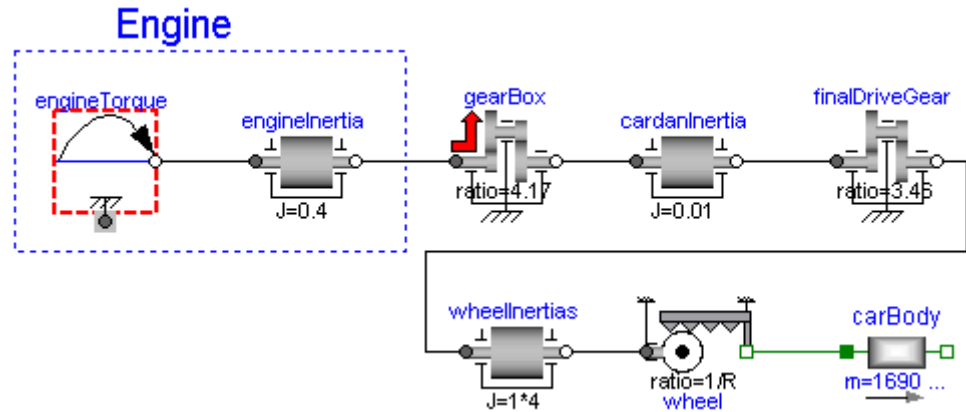 Engine
engineTorque
engineInertia
J=0.4
gearBox
ratio=4.17
cardanInertia
J=0.01
finalDriveGear
ratio=3.46
wheelInertias
J=1*4
ratio=1/R
wheel
carBody
m=1690 ...